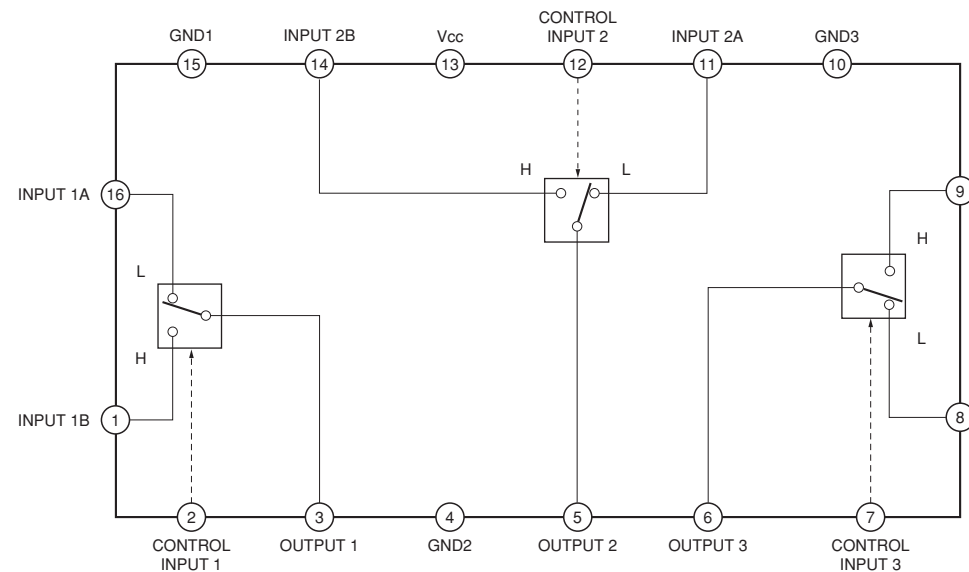 GND1
INPUT 2B
Vcc
CONTROL
INPUT 2
INPUT 2A
GND3
15
14
13
12
11
10
H
L
INPUT 1A
16
9
H
L
L
H
INPUT 1B
1
8
2
3
4
5
6
7
CONTROL
INPUT 1
OUTPUT 1
GND2
OUTPUT 2
OUTPUT 3
CONTROL
INPUT 3